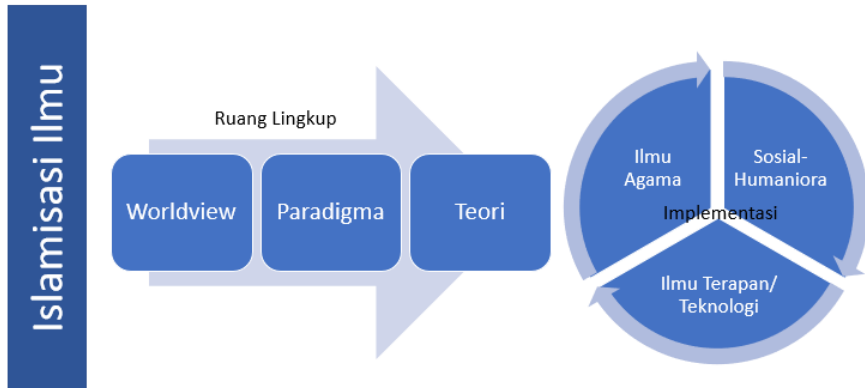 Islamisasi Ilmu
Ruang Lingkup
Worldview
Paradigma
Teori
Ilmu
Agama
Sosial-
Humaniora
Implementasi
Ilmu Terapan/
Teknologi